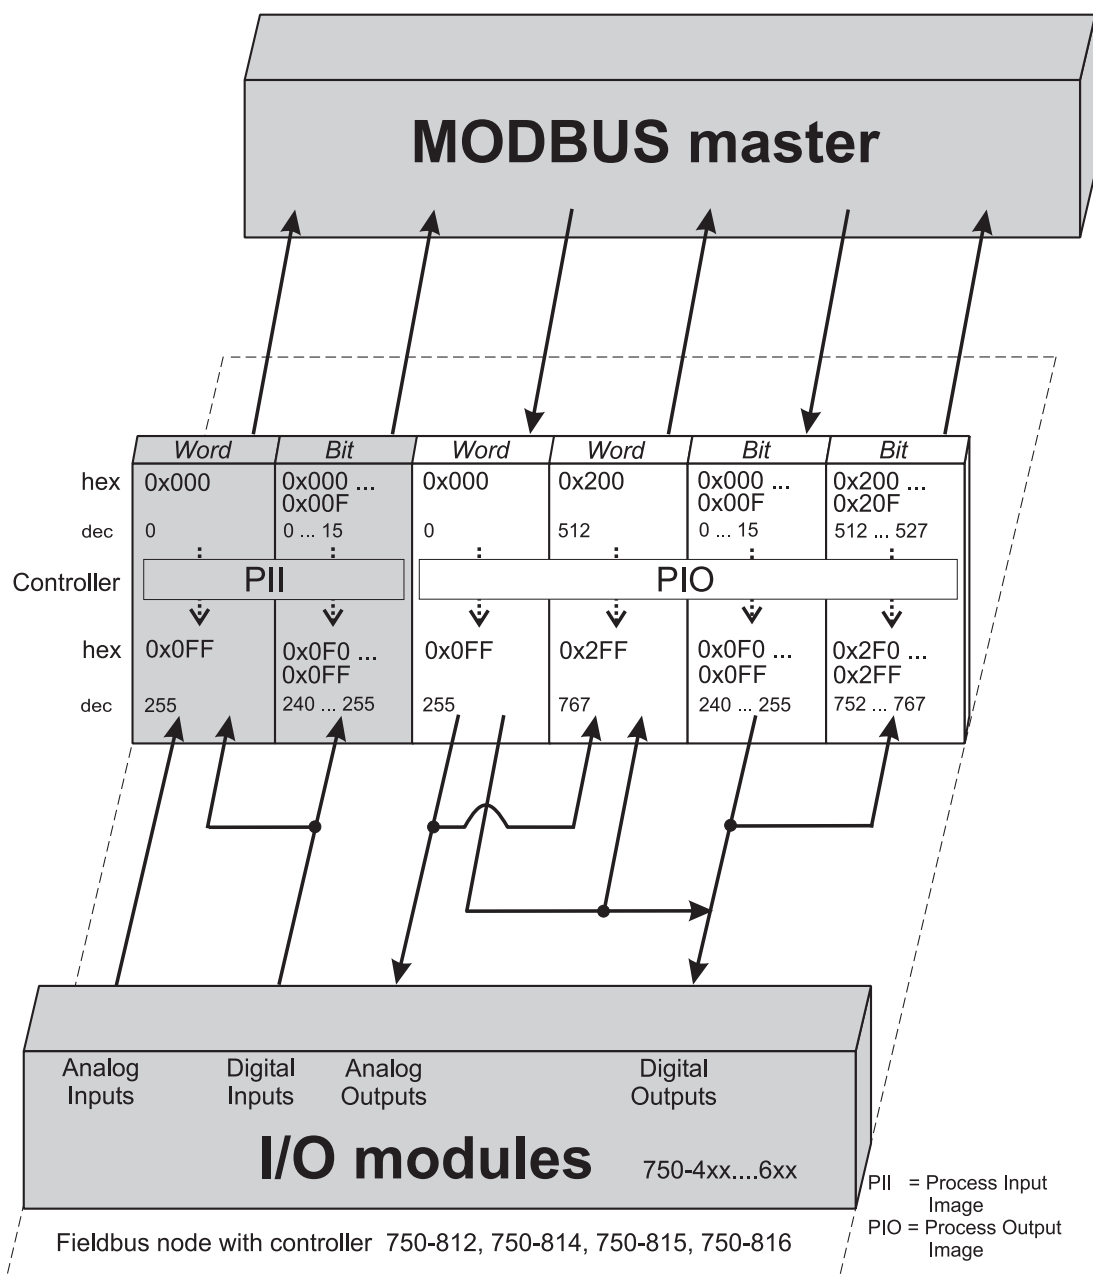 MODBUS master
Word Bit Word Word Bit Bit
hex 0x000 0x000 ... 0x000 0x200 0x000 ... 0x200 ...
0x00F 0x00F 0x20F
dec 0 0 ... 15 0 512 0 ... 15 512 ... 527
Controller PII PIO
hex 0x0FF 0x0F0 ... 0x0FF 0x2FF 0x0F0 ... 0x2F0 ...
0x0FF 0x0FF 0x2FF
dec 255 240 ... 255 255 767 240 ... 255 752 ... 767
Analog Digital Analog Digital
Inputs Inputs Outputs Outputs
I/O modules 750-4xx....6xx
PII = Process Input
Image
PIO = Process Output
Image
Fieldbus node with controller 750-812, 750-814, 750-815, 750-816